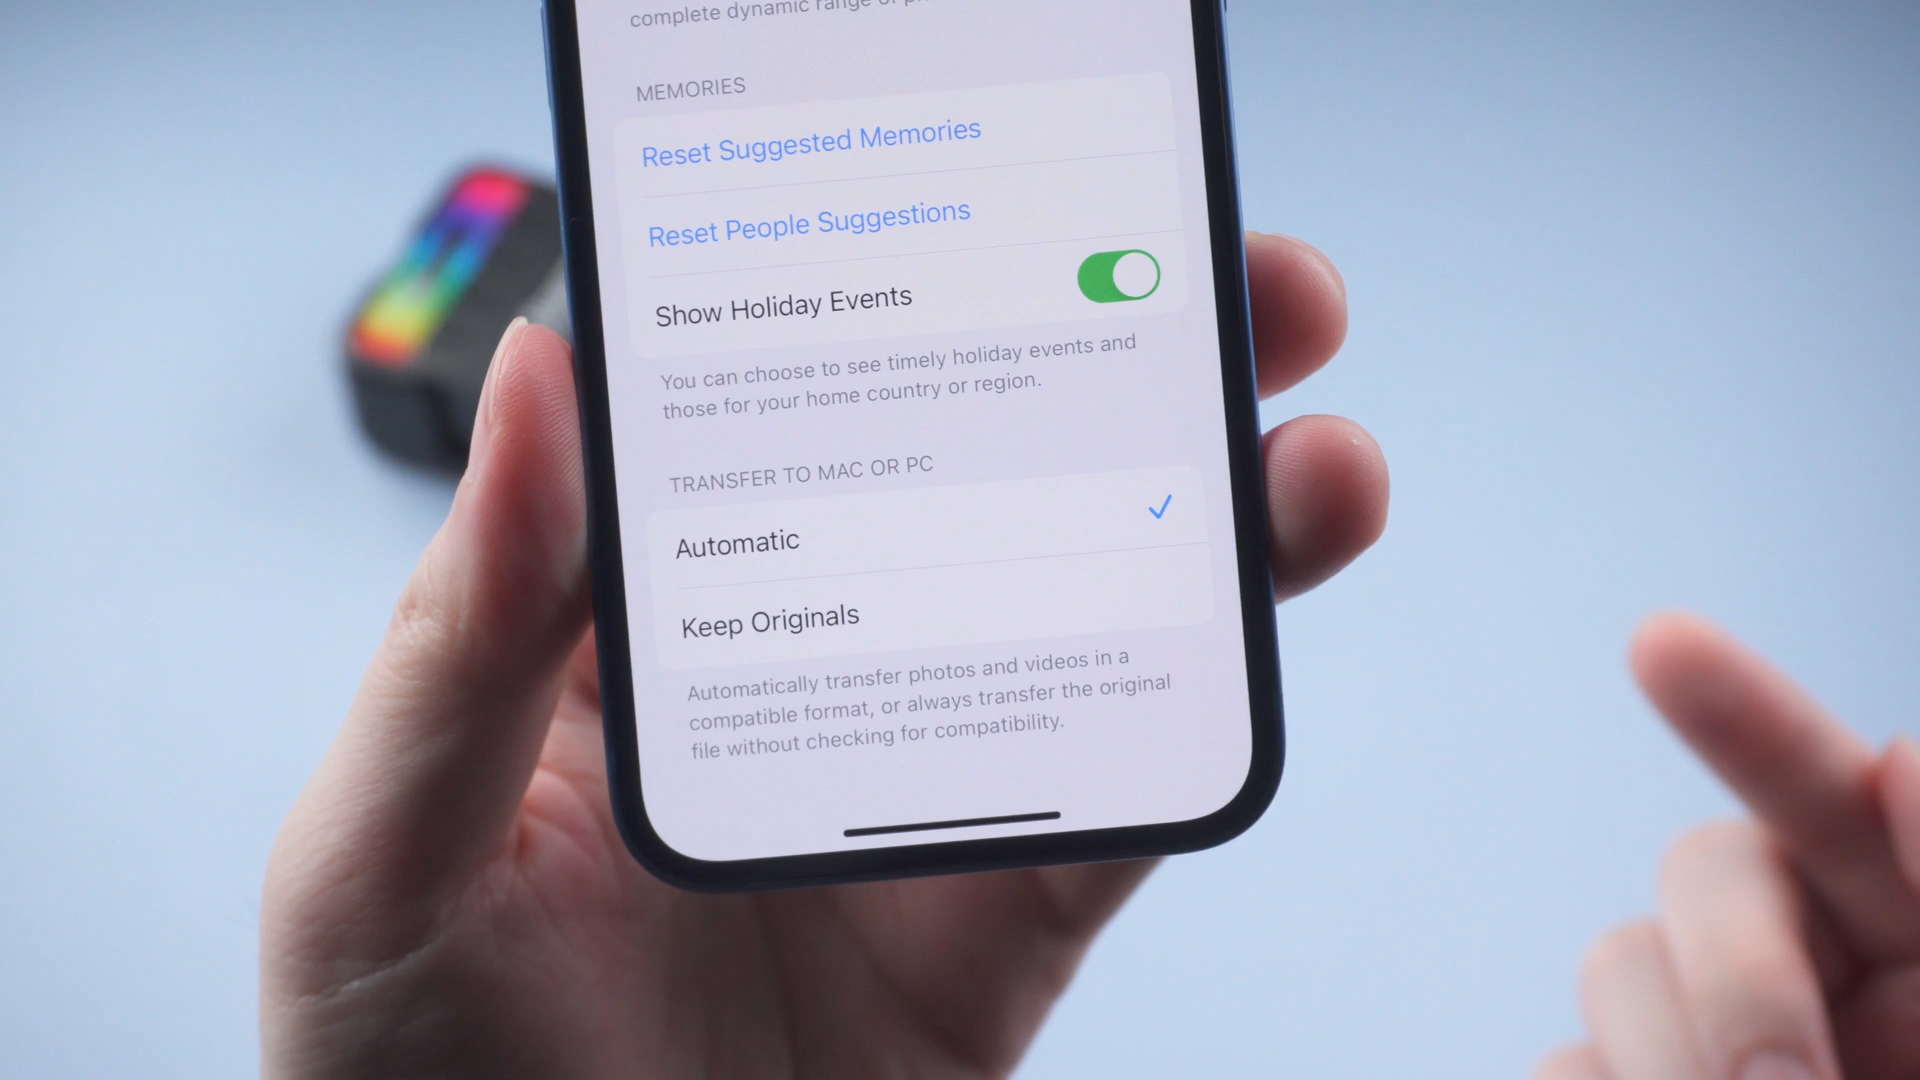 complete dynamic range of
MEMORIES
Reset Suggested Memories
Reset People Suggestions
Show Holiday Events
You can choose to see timely holiday events and
those for your home country or region.
TRANSFER TO MAC OR PC
Automatic
Keep Originals
Automatically transfer photos and videos in a
compatible format, or always transfer the original
file without checking for compatibility.